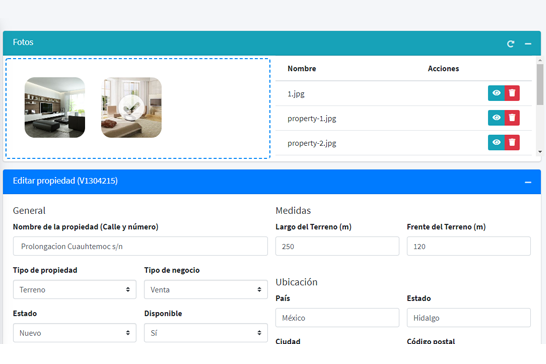 Fotos
Nombre Acciones
1.jpg
property-1.jpg
property-2.jpg
Editar propiedad (V1304215)
General Medidas
Nombre de la propiedad (Calle y número) Largo del Terreno (m) Frente del Terreno (m)
Prolongacion Cuauhtemoc s/n 250 120
Tipo de propiedad Tipo de negocio
Terreno Venta
Ubicación
Estado Disponible País Estado
Nuevo Sí México Hidalgo
Ciudad Código postal